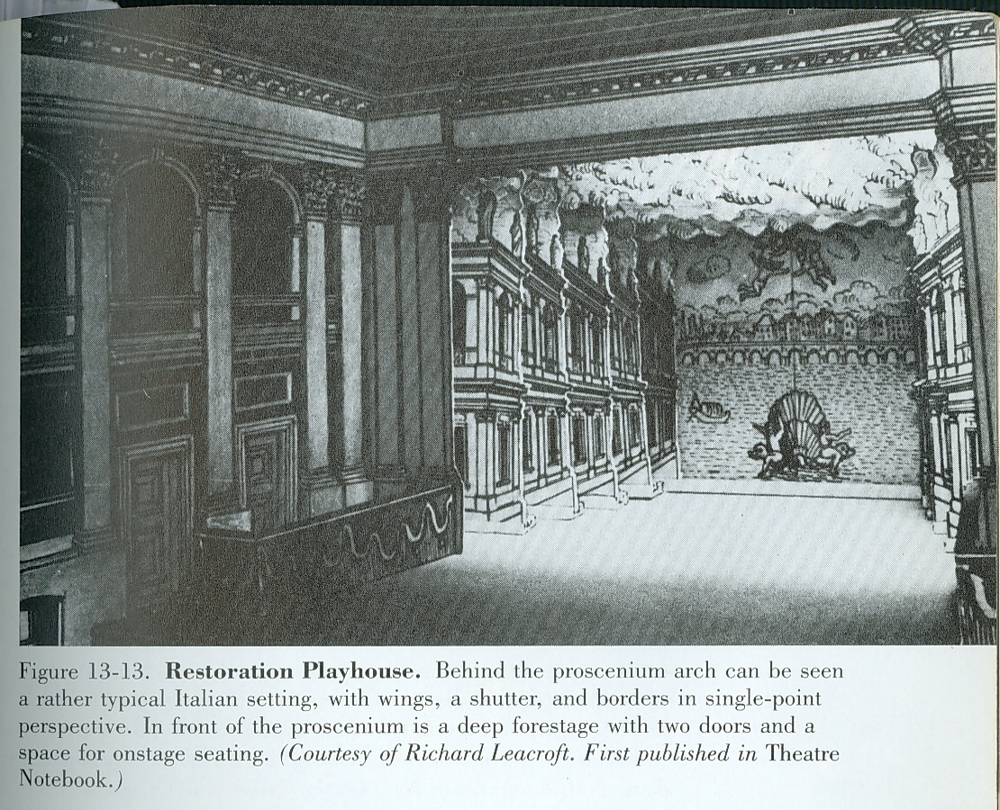 Figure 13-13. Restoration Playhouse. Behind the proscenium arch can be seen
a rather typical Italian setting, with wings, a shutter, and borders in single-point
perspective. In front of the proscenium is a deep forestage with two doors and a
space for onstage seating. (Courtesy of Richard Leacroft. First published in Theatre
Notebook.)